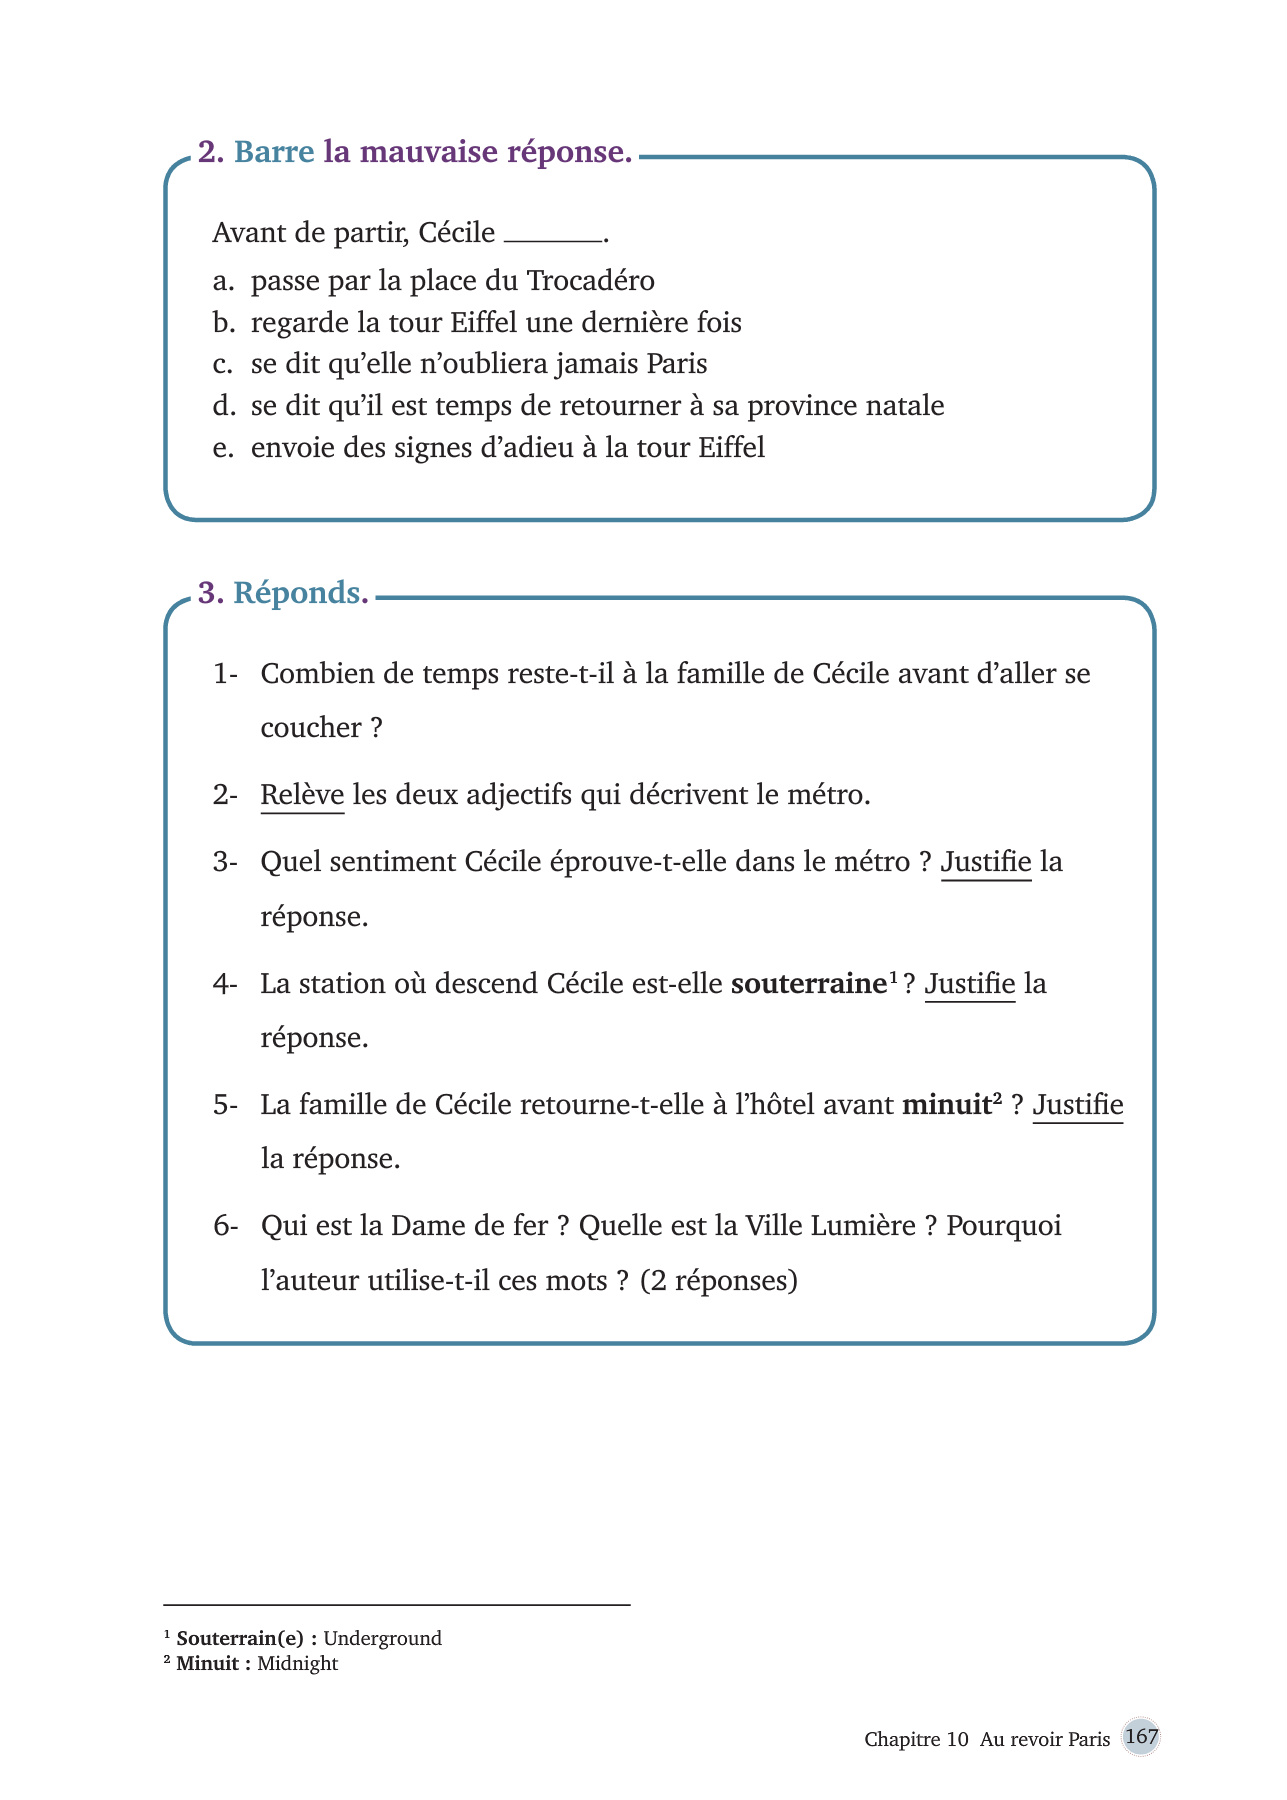 2. Barre la mauvaise réponse.
Avant de partir, Cécile _______.
a. passe par la place du Trocadéro
b. regarde la tour Eiffel une dernière fois
c. se dit qu’elle n’oubliera jamais Paris
d. se dit qu’il est temps de retourner à sa province natale
e. envoie des signes d’adieu à la tour Eiffel
3. Réponds.
1- Combien de temps reste-t-il à la famille de Cécile avant d’aller se
coucher ?
2- Relève les deux adjectifs qui décrivent le métro.
3- Quel sentiment Cécile éprouve-t-elle dans le métro ? Justifie la
réponse.
4- La station où descend Cécile est-elle souterraine¹ ? Justifie la
réponse.
5- La famille de Cécile retourne-t-elle à l’hôtel avant minuit² ? Justifie
la réponse.
6- Qui est la Dame de fer ? Quelle est la Ville Lumière ? Pourquoi
l’auteur utilise-t-il ces mots ? (2 réponses)
¹ Souterrain(e) : Underground
² Minuit : Midnight
Chapitre 10 Au revoir Paris 167